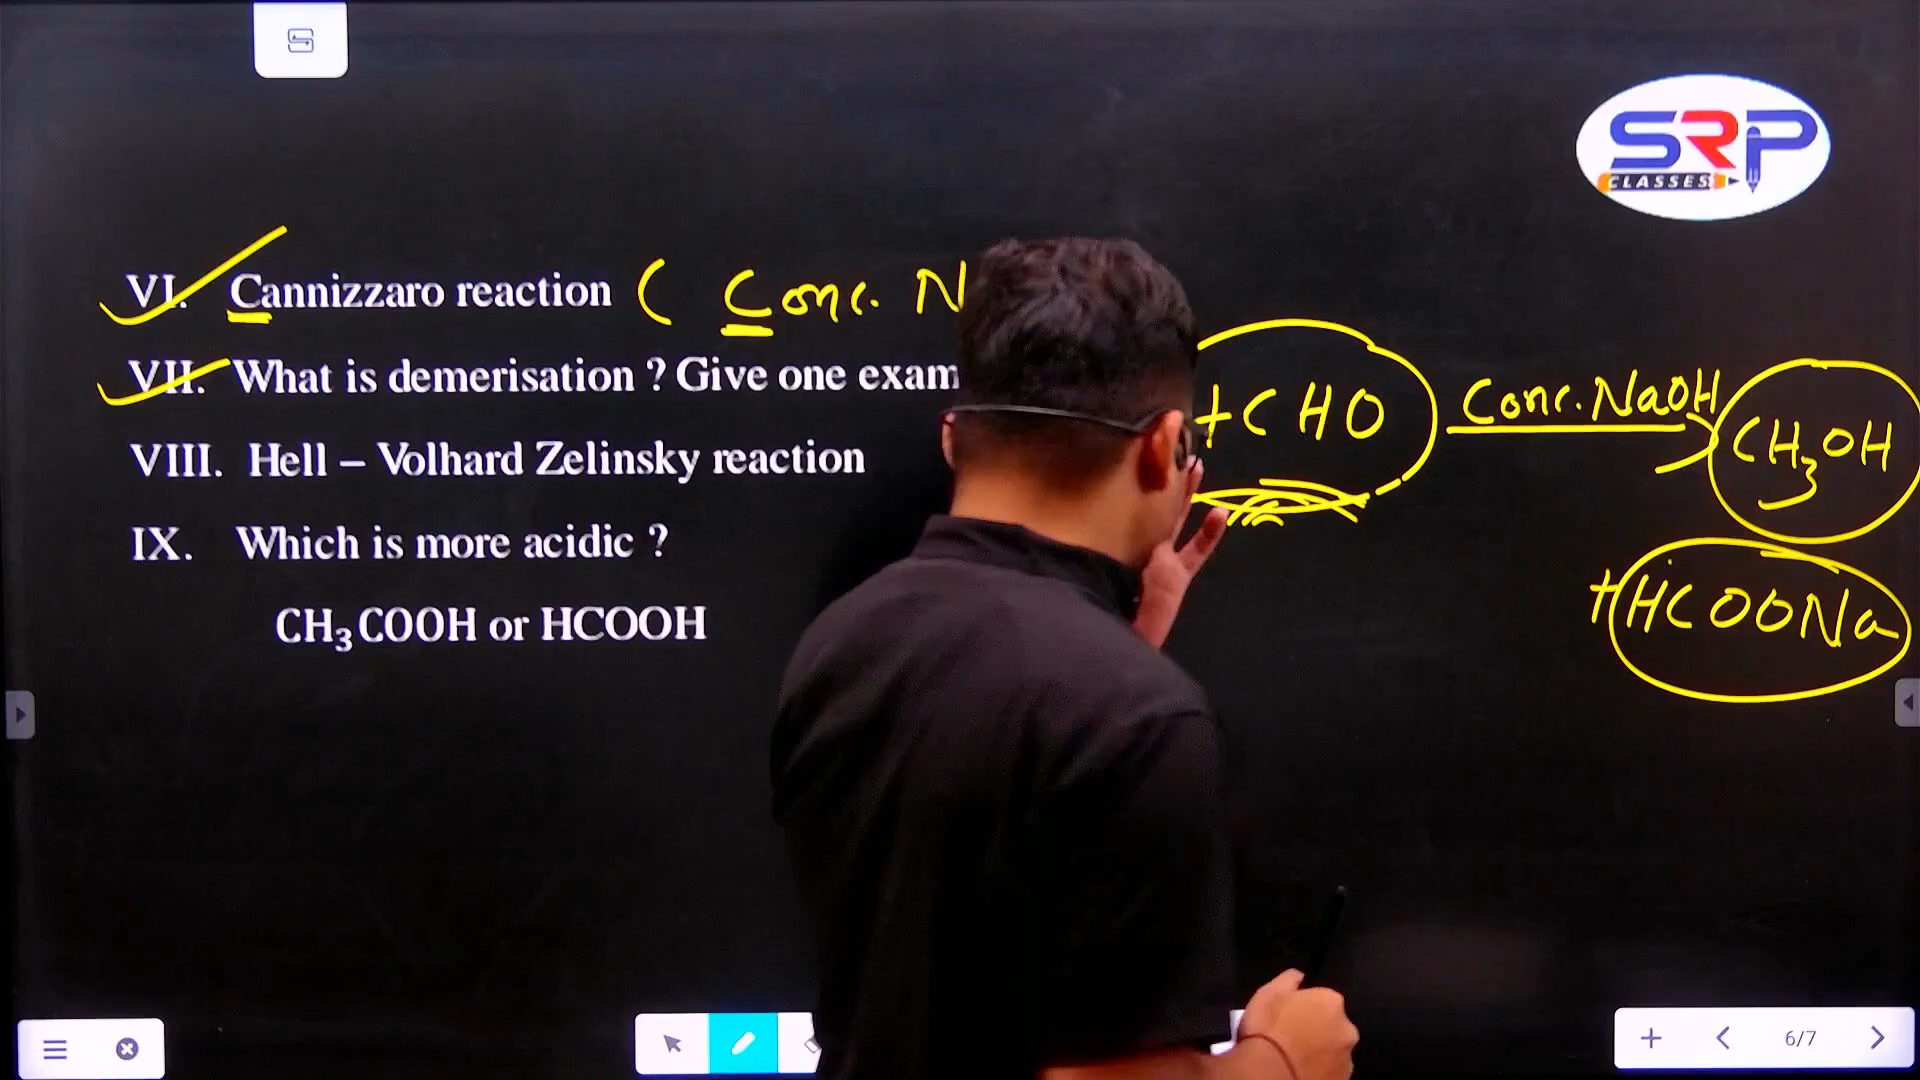 SRP
CLASSES
VI. Cannizzaro reaction ( Conc. N
VII. What is demerisation ? Give one exam
+CHO Conc. NaOH CH3OH
VIII. Hell – Volhard Zelinsky reaction
IX. Which is more acidic ?
+HCOONa
CH₃COOH or HCOOH
6/7